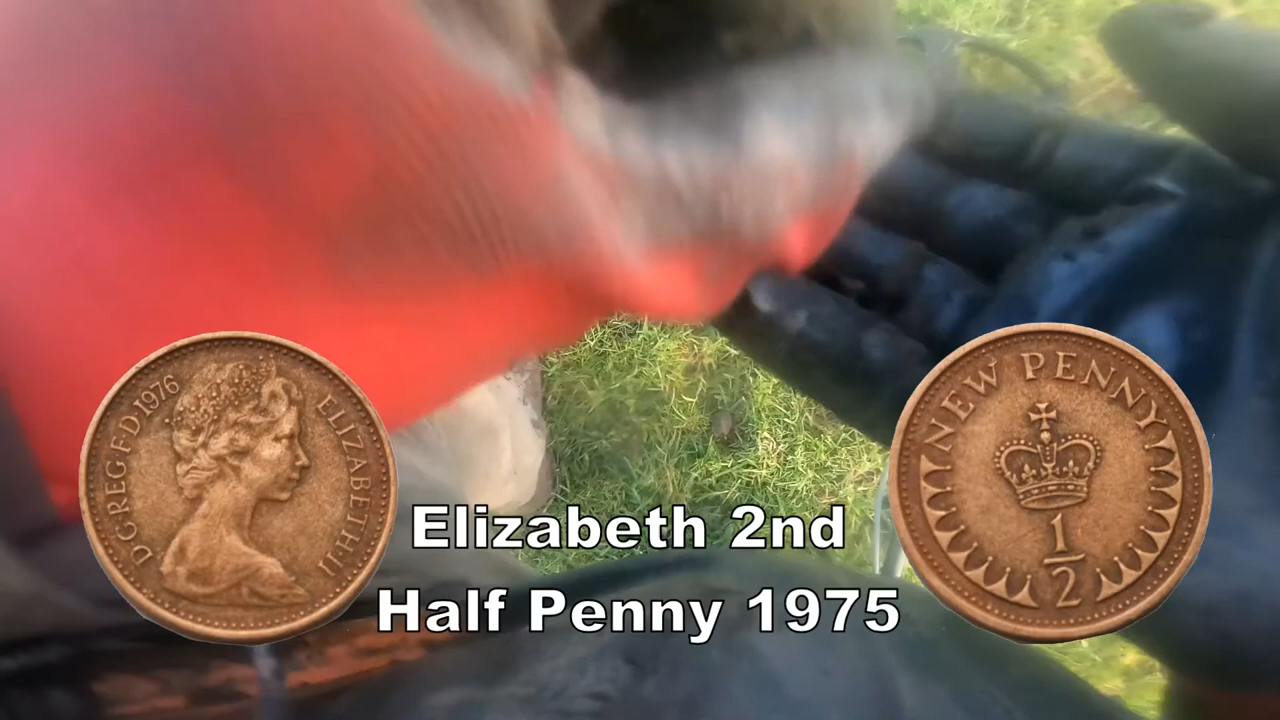 D·G·REG·F·D·1976 ELIZABETH II
NEW PENNY
1
2
Elizabeth 2nd
Half Penny 1975